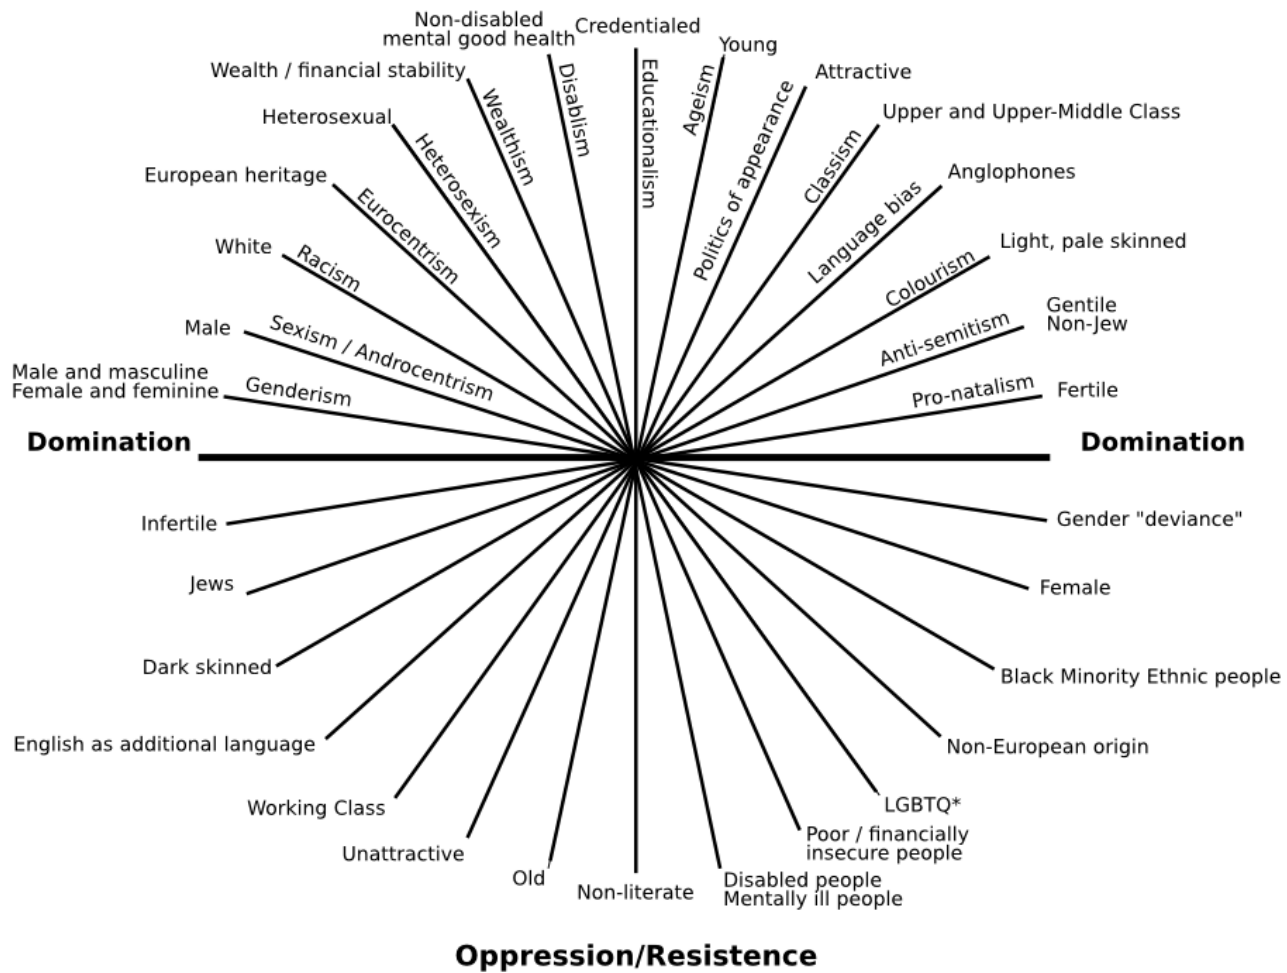 Non-disabled
mental good health
Credentialed
Young
Wealth / financial stability
Attractive
Heterosexual
Upper and Upper-Middle Class
European heritage
Anglophones
White
Light, pale skinned
Male
Gentile
Non-Jew
Male and masculine
Female and feminine
Fertile
Genderism
Sexism / Androcentrism
Racism
Eurocentrism
Heterosexism
Wealthism
Disablism
Educationalism
Ageism
Politics of appearance
Classism
Language bias
Colourism
Anti-semitism
Pro-natalism
Domination
Domination
Infertile
Gender "deviance"
Jews
Female
Dark skinned
Black Minority Ethnic people
English as additional language
Non-European origin
Working Class
LGBTQ*
Unattractive
Poor / financially
insecure people
Old
Non-literate
Disabled people
Mentally ill people
Oppression/Resistence